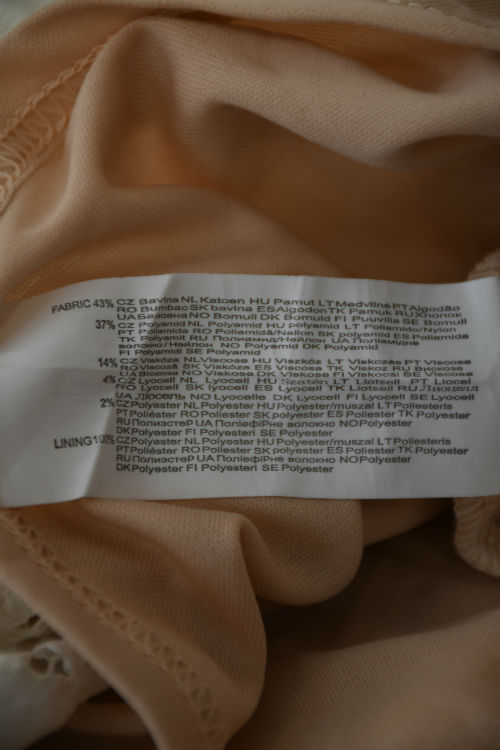 FABRIC 43% CZ Bavlna NL Katoen HU Pamut LT Medvilnė PT Algodão
RO Bumbac SK bavlna ES Algodon TK Pamuk RU Хлопок
UA Бавовна NO Bomull DK Bomuld FI Puuvilla SE Bomull
37% CZ Polyamid NL Polyamid HU polyamid LT Poliamido/Nylon
PT Poliamida RO Poliamidă/Nailon SK polyamid ES Poliamida
TK Polyamit RU Полиамид/Нейлон UA Поліамідне
волокно/Нейлон NO Polyamid DK Polyamid
FI Polyamidi SE Polyamid
14% CZ Viskóza NL Viscose HU Viszkóz LT Viskozės PT Viscose
RO Viscoză SK Viskóza ES Viscosa TK Viskoz RU Вискоза
UA Віскоза NO Viskose DK Viskose FI Viskoosi SE Viskose
4% CZ Lyocell NL Lyocell HU Szatén LT Liotsell PT Liocel
RO Lyocell SK Lyocell ES Lyocell TK Liotsell RU Лиоцелл
UA Ліосель NO Lyocelle DK Lyocell FI Lyocell SE Lyocell
2% CZ Polyester NL Polyester HU Polyester/muszal LT Poliesteris
PT Poliéster RO Poliester SK polyester ES Poliester TK Polyester
RU Полиэстер UA Поліефірне волокно NO Polyester
DK Polyester FI Polyesteri SE Polyester
LINING 100% CZ Polyester NL Polyester HU Polyester/muszal LT Poliesteris
PT Poliéster RO Poliester SK polyester ES Poliester TK Polyester
RU Полиэстер UA Поліефірне волокно NO Polyester
DK Polyester FI Polyesteri SE Polyester